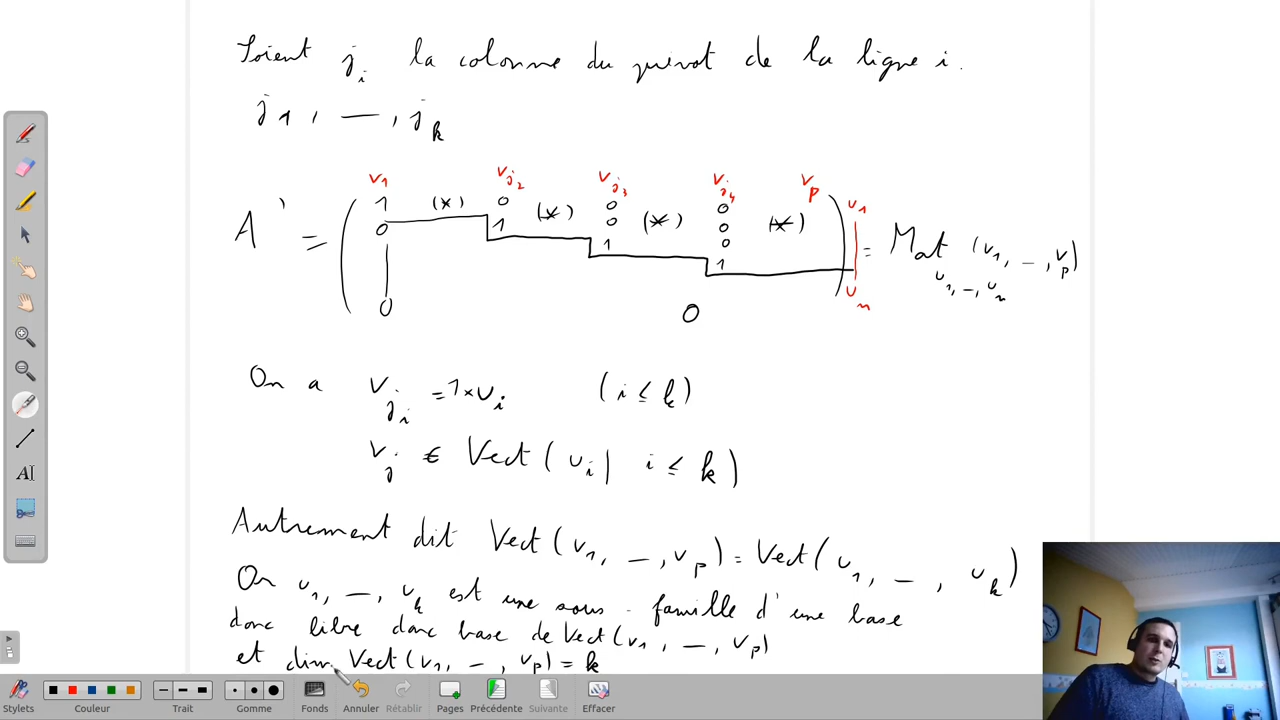 Soient j_i la colonne du pivot de la ligne i.
j_1, —, j_k
v_1 v_{j_2} v_{j_3} v_{j_4} v_p
A' = ( 1 (*) 0 (*) 0 (*) 0 (*) ) u_1 = Mat_{u_1, —, u_n} (v_1, —, v_p)
0 1 0 0
1 0
1
0 0 u_n
On a v_{j_i} = 1 × u_i (i ≤ k)
v_j ∈ Vect ( u_i | i ≤ k )
Autrement dit Vect (v_1, —, v_p) = Vect (u_1, —, u_k)
Or u_1, —, u_k est une sous-famille d'une base
donc libre donc base de Vect (v_1, —, v_p)
et dim Vect (v_1, —, v_p) = k
AI
Stylets Couleur Trait Gomme Fonds Annuler Rétablir Pages Précédente Suivante Effacer